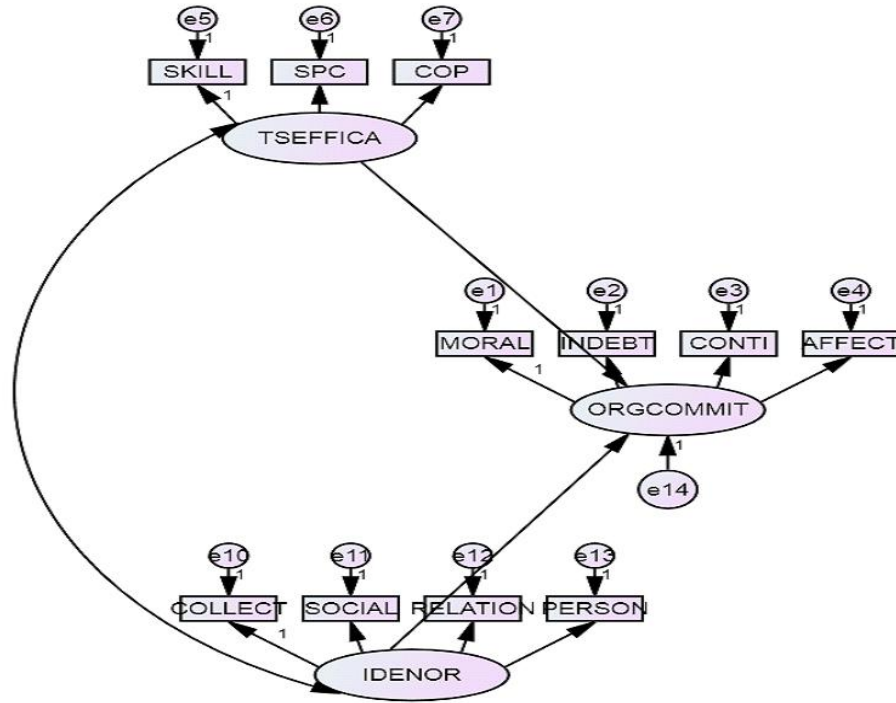 e5 e6 e7
1 1 1
SKILL SPC COP
1
TSEFFICA
e1 e2 e3 e4
1 1 1 1
MORAL INDEBT CONTI AFFECT
1
ORGCOMMIT
1
e14
e10 e11 e12 e13
1 1 1 1
COLLECT SOCIAL RELATION PERSON
1
IDENOR